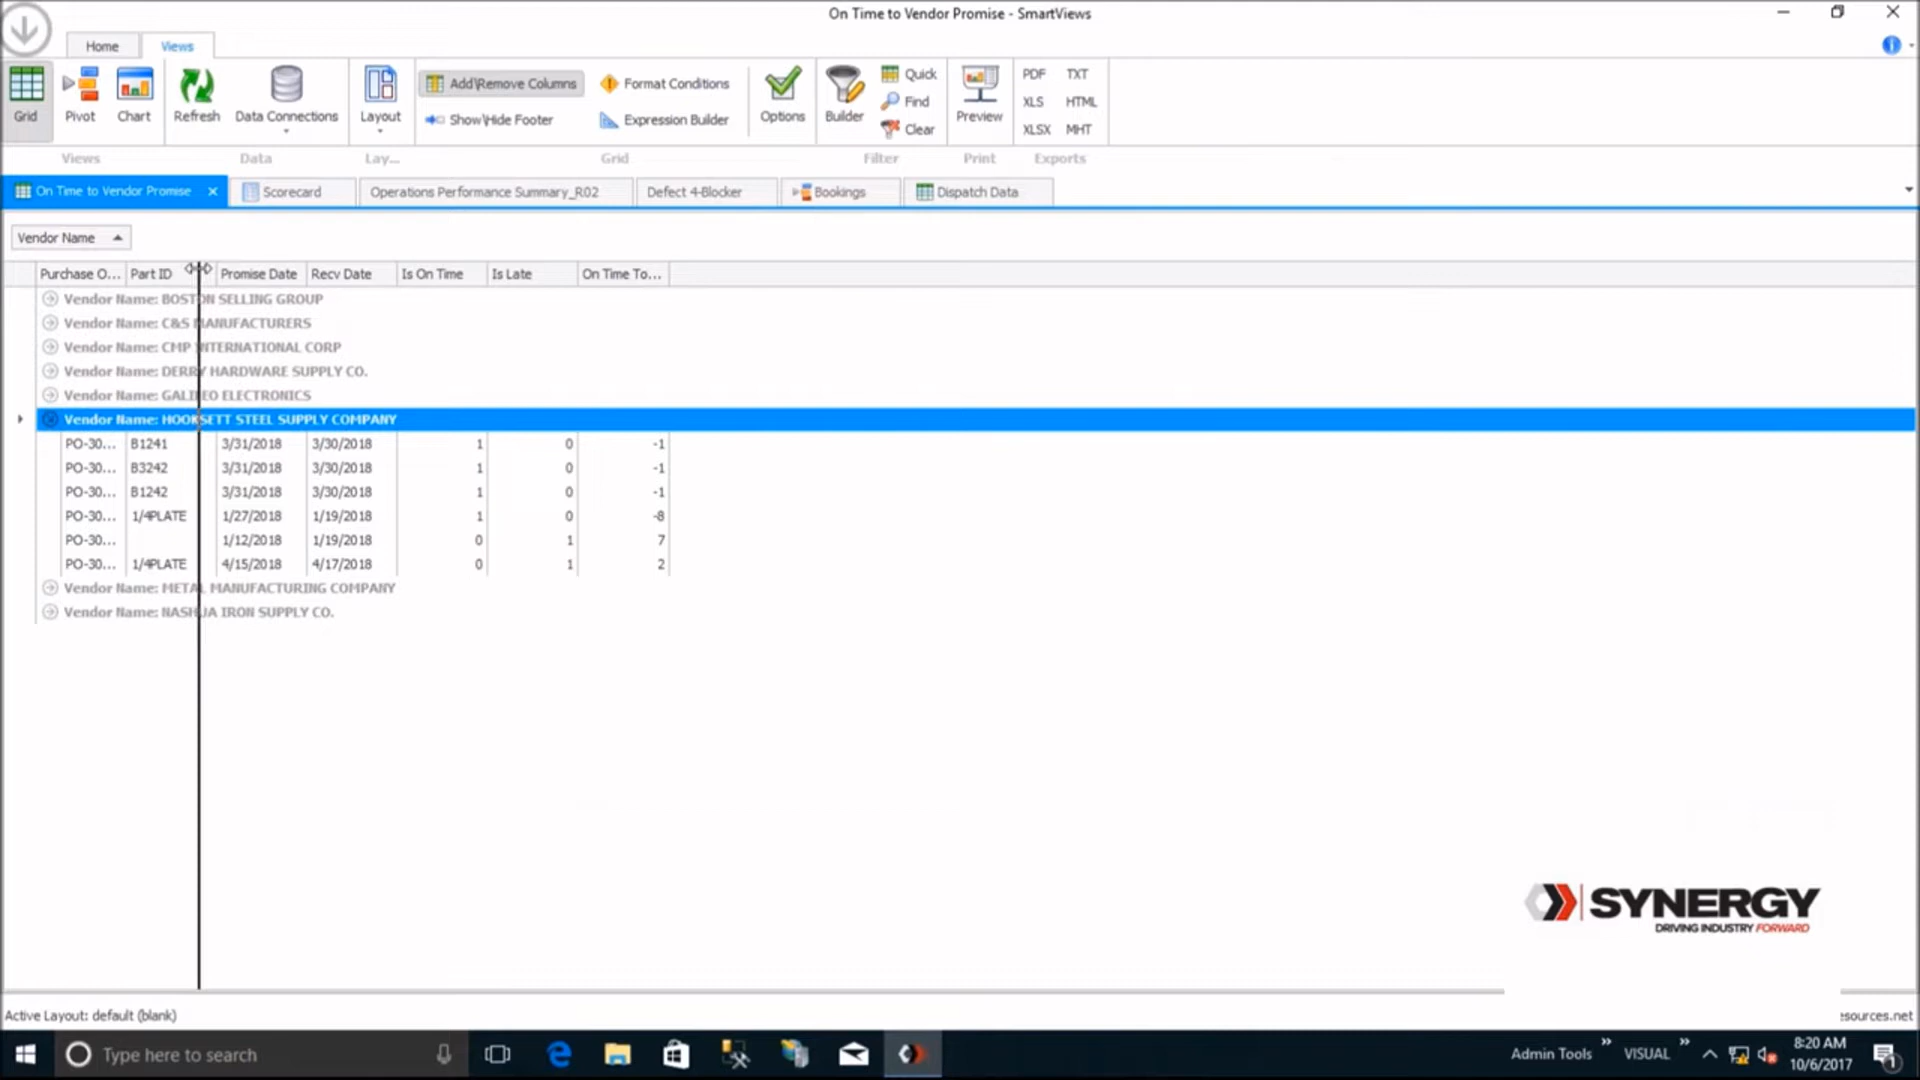 On Time to Vendor Promise - SmartViews
Home Views
Grid Pivot Chart Refresh Data Connections Layout Add\Remove Columns Format Conditions Options Builder Quick Preview PDF TXT
Show\Hide Footer Expression Builder Find XLS HTML
Clear XLSX MHT
Views Data Lay... Grid Filter Print Exports
On Time to Vendor Promise Scorecard Operations Performance Summary_R02 Defect 4-Blocker Bookings Dispatch Data
Vendor Name
Purchase O... Part ID Promise Date Recv Date Is On Time Is Late On Time To...
Vendor Name: BOSTON SELLING GROUP
Vendor Name: C&S MANUFACTURERS
Vendor Name: CMP INTERNATIONAL CORP
Vendor Name: DERRY HARDWARE SUPPLY CO.
Vendor Name: GALILEO ELECTRONICS
Vendor Name: HOOKSETT STEEL SUPPLY COMPANY
PO-30... B1241 3/31/2018 3/30/2018 1 0 -1
PO-30... B3242 3/31/2018 3/30/2018 1 0 -1
PO-30... B1242 3/31/2018 3/30/2018 1 0 -1
PO-30... 1/4PLATE 1/27/2018 1/19/2018 1 0 -8
PO-30... 1/12/2018 1/19/2018 0 1 7
PO-30... 1/4PLATE 4/15/2018 4/17/2018 0 1 2
Vendor Name: METAL MANUFACTURING COMPANY
Vendor Name: NASHUA IRON SUPPLY CO.
SYNERGY
DRIVING INDUSTRY FORWARD
Active Layout: default (blank) esources.net
Type here to search Admin Tools VISUAL 8:20 AM
10/6/2017 1